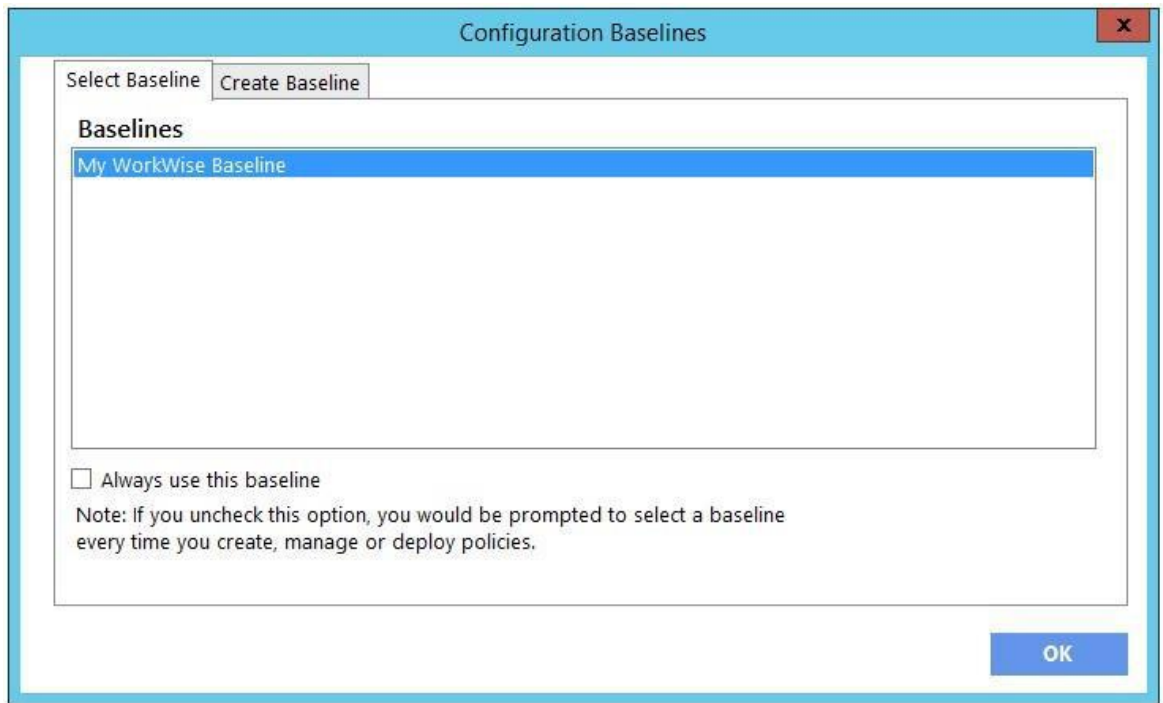 Configuration Baselines
x
Select Baseline
Create Baseline
Baselines
My WorkWise Baseline
Always use this baseline
Note: If you uncheck this option, you would be prompted to select a baseline
every time you create, manage or deploy policies.
OK